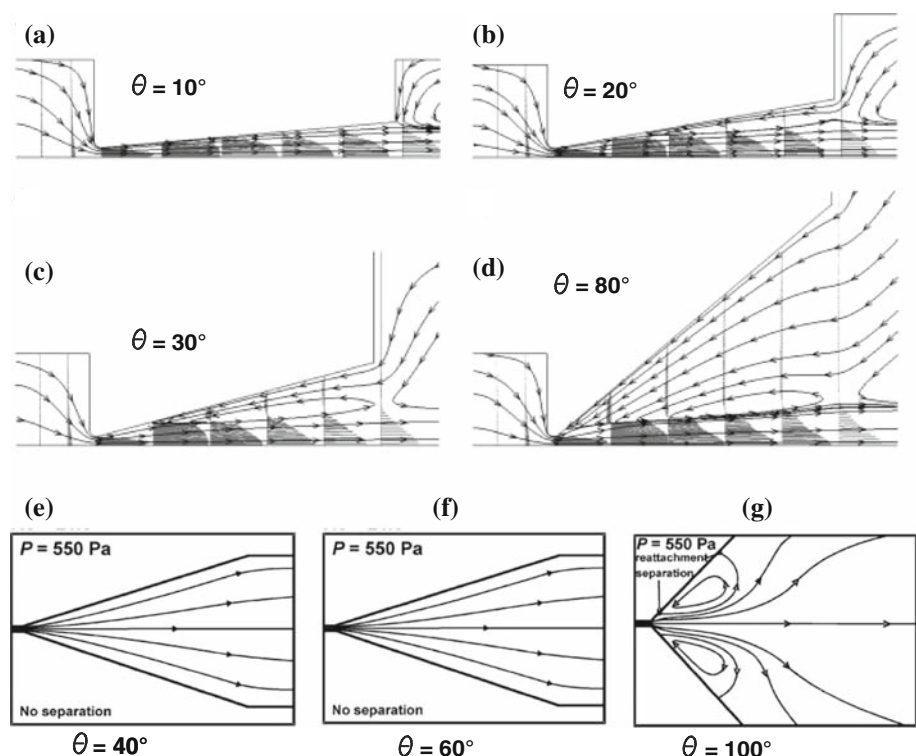 (a)
θ = 10°
(b)
θ = 20°
(c)
θ = 30°
(d)
θ = 80°
(e)
P = 550 Pa
No separation
θ = 40°
(f)
P = 550 Pa
No separation
θ = 60°
(g)
P = 550 Pa
reattachment
separation
θ = 100°